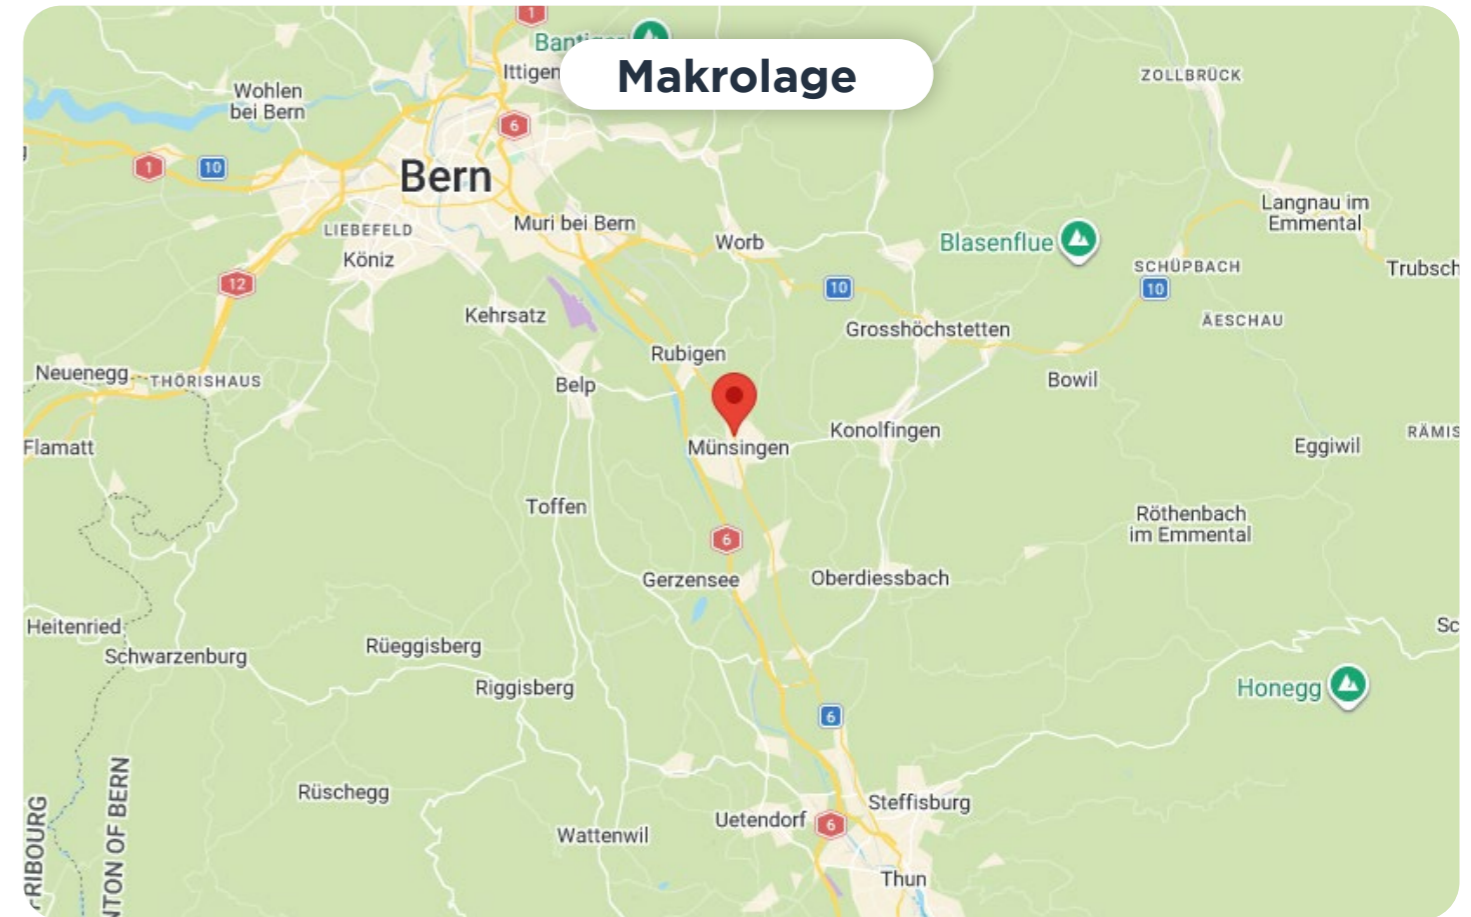 1
Bantiger
Ittigen
Makrolage
ZOLLBRÜCK
Wohlen
bei Bern
6
1
10
Bern
Langnau im
Emmental
LIEBEFELD
Muri bei Bern
Worb
Blasenflue
Köniz
SCHÜPBACH
Trubsch
12
10
10
Kehrsatz
Grosshöchstetten
ÄESCHAU
Rubigen
Neuenegg
THÖRISHAUS
Belp
Bowil
Flamatt
Münsingen
Konolfingen
Eggiwil
RÄMIS
Toffen
Röthenbach
im Emmental
6
Gerzensee
Oberdiessbach
Heitenried
Sc
Schwarzenburg
Rüeggisberg
Riggisberg
Honegg
6
Rüschegg
Steffisburg
Uetendorf
6
Wattenwil
Thun
RIBOURG
NTON OF BERN